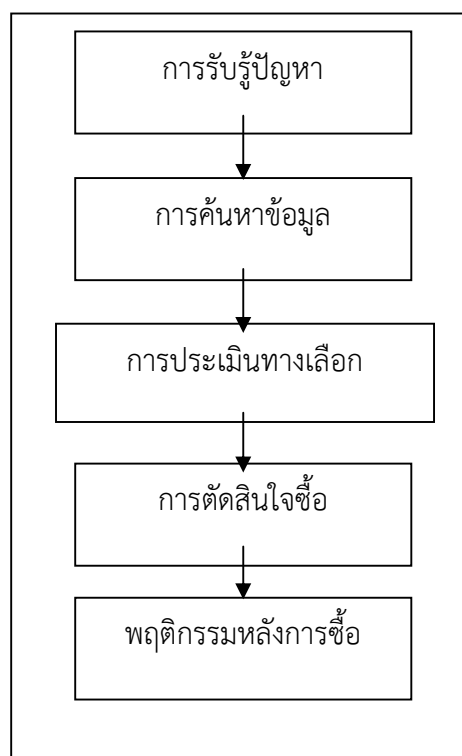 การรับรู้ปัญหา
การค้นหาข้อมูล
การประเมินทางเลือก
การตัดสินใจซื้อ
พฤติกรรมหลังการซื้อ